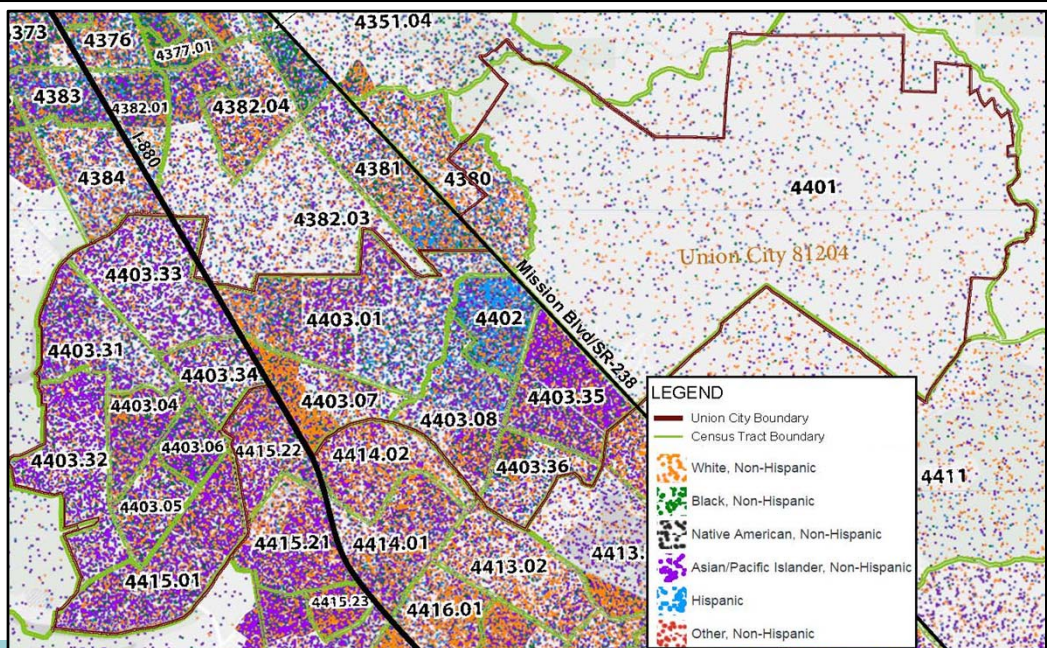 4373
4376
4377.01
4351.04
4383
4382.01
4382.04
I-880
4384
4381
4380
4401
4382.03
Union City 81204
4403.33
Mission Blvd/SR-238
4403.01
4402
4403.31
4403.34
4403.07
4403.35
4403.04
4403.08
4403.06
4415.22
4414.02
4403.32
4403.36
4411
4403.05
4415.21
4414.01
4413.
4413.02
4415.01
4415.23
4416.01
LEGEND
Union City Boundary
Census Tract Boundary
White, Non-Hispanic
Black, Non-Hispanic
Native American, Non-Hispanic
Asian/Pacific Islander, Non-Hispanic
Hispanic
Other, Non-Hispanic